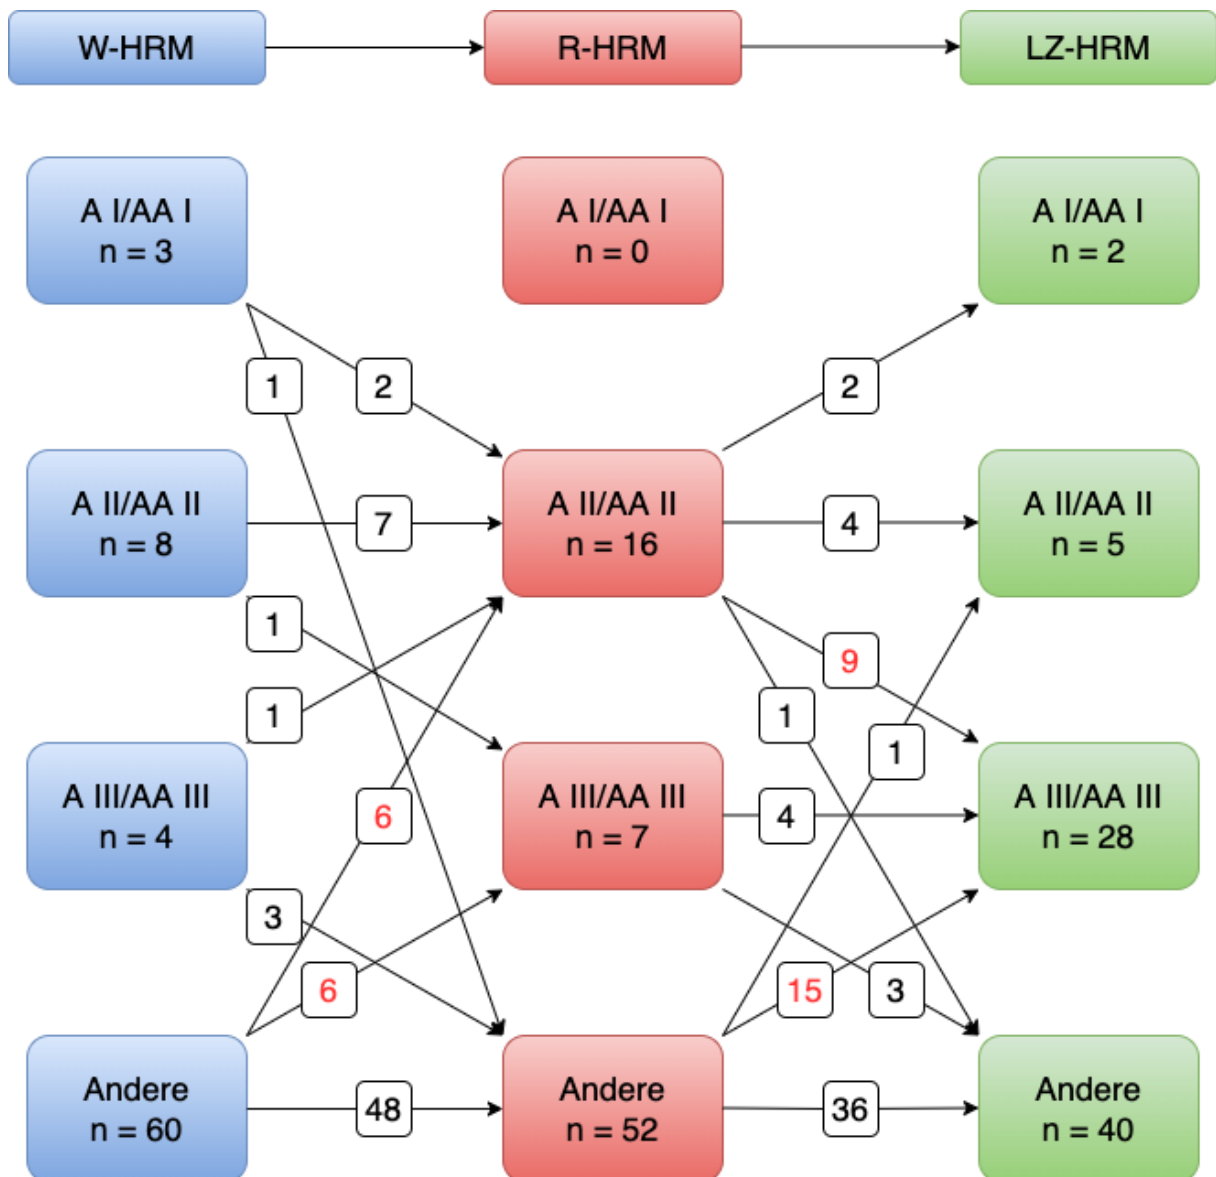 W-HRM
R-HRM
LZ-HRM
A I/AA I
n = 3
A I/AA I
n = 0
A I/AA I
n = 2
1
2
2
A II/AA II
n = 8
7
A II/AA II
n = 16
4
A II/AA II
n = 5
1
9
1
1
1
A III/AA III
n = 4
6
A III/AA III
n = 7
4
A III/AA III
n = 28
3
6
15
3
Andere
n = 60
48
Andere
n = 52
36
Andere
n = 40